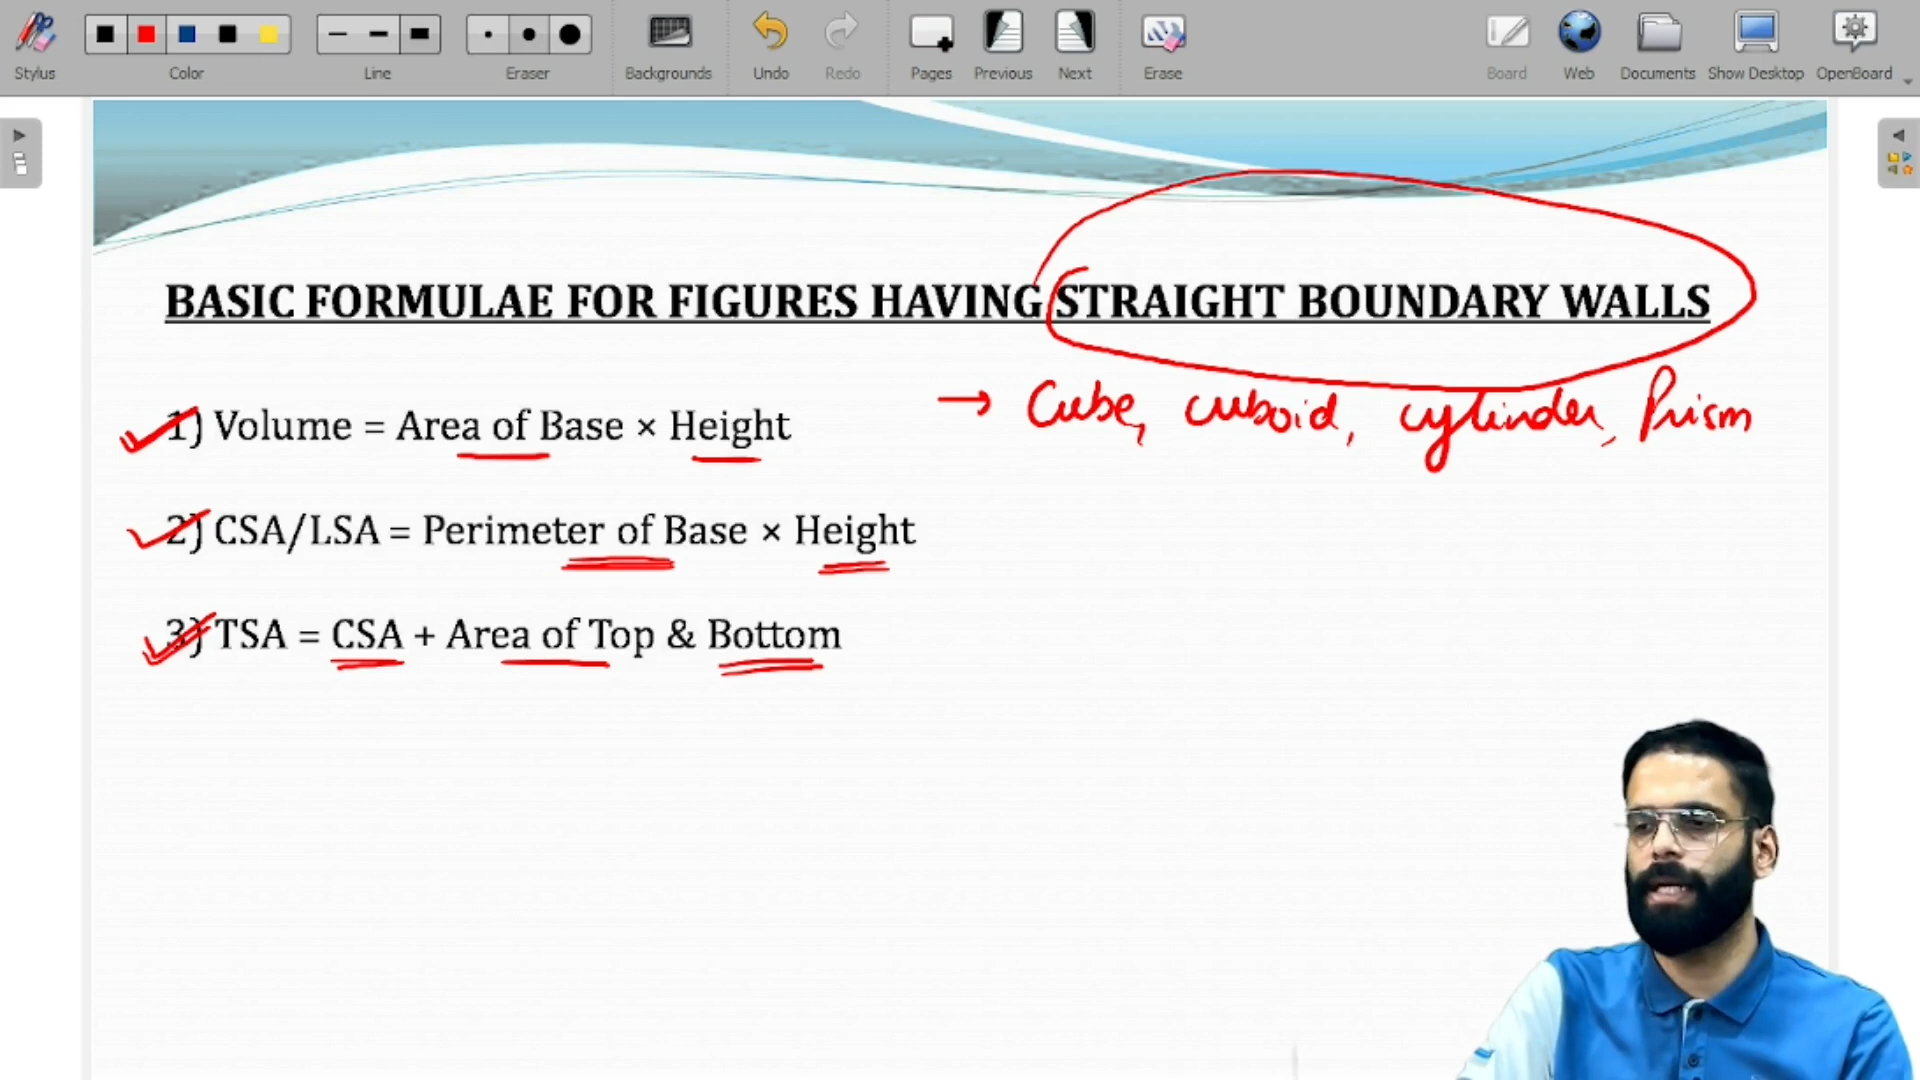 Stylus Color Line Eraser Backgrounds Undo Redo Pages Previous Next Erase Board Web Documents Show Desktop OpenBoard
BASIC FORMULAE FOR FIGURES HAVING STRAIGHT BOUNDARY WALLS
→ Cube, cuboid, cylinder, Prism
1) Volume = Area of Base × Height
2) CSA/LSA = Perimeter of Base × Height
3) TSA = CSA + Area of Top & Bottom